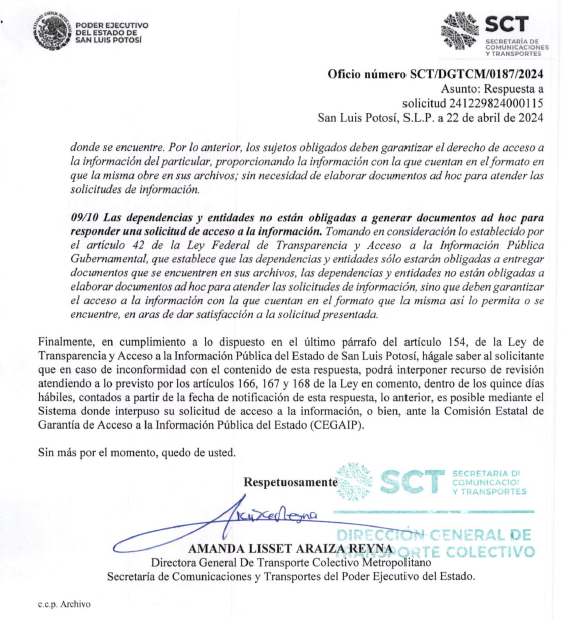 PODER EJECUTIVO
DEL ESTADO DE
SAN LUIS POTOSÍ
SCT
SECRETARÍA DE
COMUNICACIONES
Y TRANSPORTES
Oficio número SCT/DGTCM/0187/2024
Asunto: Respuesta a
solicitud 241229824000115
San Luis Potosí, S.L.P. a 22 de abril de 2024
donde se encuentre. Por lo anterior, los sujetos obligados deben garantizar el derecho de acceso a
la información del particular, proporcionando la información con la que cuentan en el formato en
que la misma obre en sus archivos; sin necesidad de elaborar documentos ad hoc para atender las
solicitudes de información.
09/10 Las dependencias y entidades no están obligadas a generar documentos ad hoc para
responder una solicitud de acceso a la información. Tomando en consideración lo establecido por
el artículo 42 de la Ley Federal de Transparencia y Acceso a la Información Pública
Gubernamental, que establece que las dependencias y entidades sólo estarán obligadas a entregar
documentos que se encuentren en sus archivos, las dependencias y entidades no están obligadas a
elaborar documentos ad hoc para atender las solicitudes de información, sino que deben garantizar
el acceso a la información con la que cuentan en el formato que la misma así lo permita o se
encuentre, en aras de dar satisfacción a la solicitud presentada.
Finalmente, en cumplimiento a lo dispuesto en el último párrafo del artículo 154, de la Ley de
Transparencia y Acceso a la Información Pública del Estado de San Luis Potosí, hágale saber al solicitante
que en caso de inconformidad con el contenido de esta respuesta, podrá interponer recurso de revisión
atendiendo a lo previsto por los artículos 166, 167 y 168 de la Ley en comento, dentro de los quince días
hábiles, contados a partir de la fecha de notificación de esta respuesta, lo anterior, es posible mediante el
Sistema donde interpuso su solicitud de acceso a la información, o bien, ante la Comisión Estatal de
Garantía de Acceso a la Información Pública del Estado (CEGAIP).
Sin más por el momento, quedo de usted.
Respetuosamente
SCT
SECRETARIA DE
COMUNICACION
Y TRANSPORTES
DIRECCIÓN GENERAL DE
TRANSPORTE COLECTIVO
AMANDA LISSET ARAIZA REYNA
Directora General De Transporte Colectivo Metropolitano
Secretaría de Comunicaciones y Transportes del Poder Ejecutivo del Estado.
c.c.p. Archivo